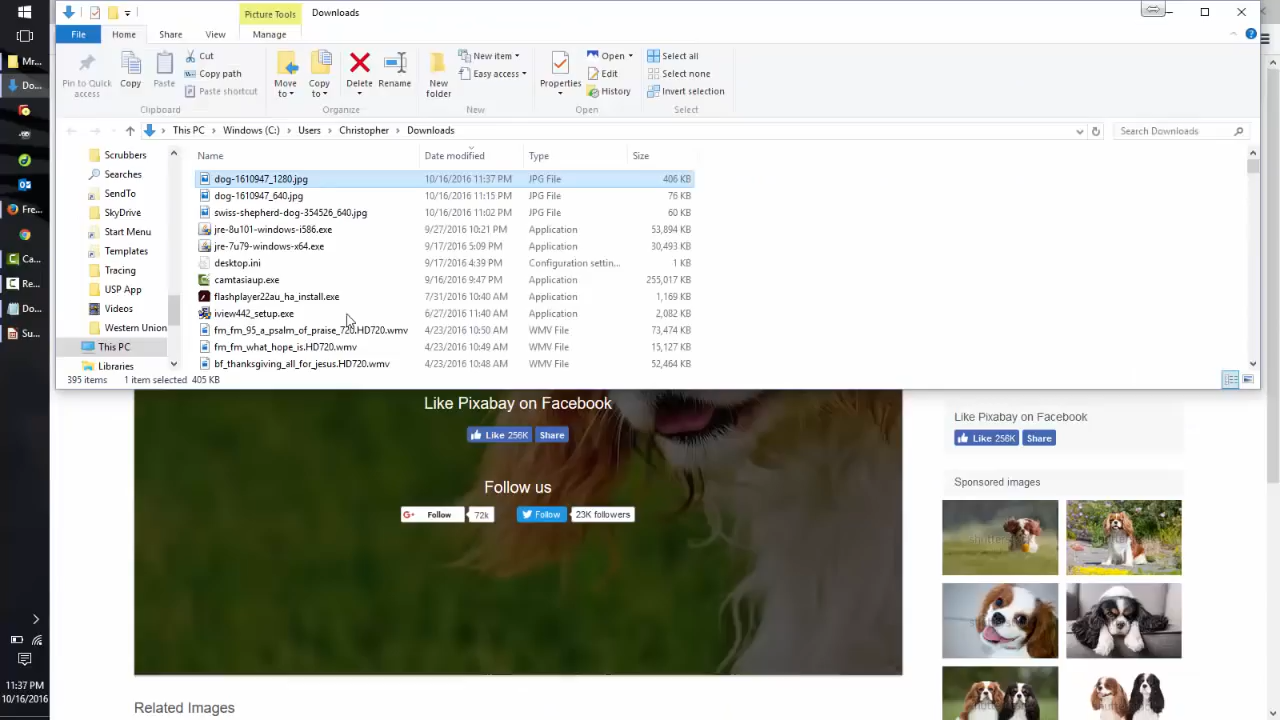 Picture Tools Downloads
File Home Share View Manage
Pin to Quick access
Copy
Paste
Cut
Copy path
Paste shortcut
Clipboard
Move to
Copy to
Delete
Rename
Organize
New folder
New item
Easy access
New
Properties
Open
Edit
History
Open
Select all
Select none
Invert selection
Select
This PC > Windows (C:) > Users > Christopher > Downloads
Search Downloads
Scrubbers
Searches
SendTo
SkyDrive
Start Menu
Templates
Tracing
USP App
Videos
Western Union
This PC
Libraries
Name Date modified Type Size
dog-1610947_1280.jpg 10/16/2016 11:37 PM JPG File 406 KB
dog-1610947_640.jpg 10/16/2016 11:15 PM JPG File 76 KB
swiss-shepherd-dog-354526_640.jpg 10/16/2016 11:02 PM JPG File 60 KB
jre-8u101-windows-i586.exe 9/27/2016 10:21 PM Application 53,894 KB
jre-7u79-windows-x64.exe 9/17/2016 5:09 PM Application 30,493 KB
desktop.ini 9/17/2016 4:39 PM Configuration settin... 1 KB
camtasiaup.exe 9/16/2016 9:47 PM Application 255,017 KB
flashplayer22au_ha_install.exe 7/31/2016 10:40 AM Application 1,169 KB
iview442_setup.exe 6/27/2016 11:40 AM Application 2,082 KB
fm_fm_95_a_psalm_of_praise_720.HD720.wmv 4/23/2016 10:50 AM WMV File 73,474 KB
fm_fm_what_hope_is.HD720.wmv 4/23/2016 10:49 AM WMV File 15,127 KB
bf_thanksgiving_all_for_jesus.HD720.wmv 4/23/2016 10:48 AM WMV File 52,464 KB
395 items 1 item selected 405 KB
Mr...
Do...
Fre...
Ca...
Re...
Do...
Su...
11:37 PM
10/16/2016
Like Pixabay on Facebook
Like 256K Share
Follow us
G+ Follow 72k Follow 23K followers
Related Images
Like Pixabay on Facebook
Like 256K Share
Sponsored images